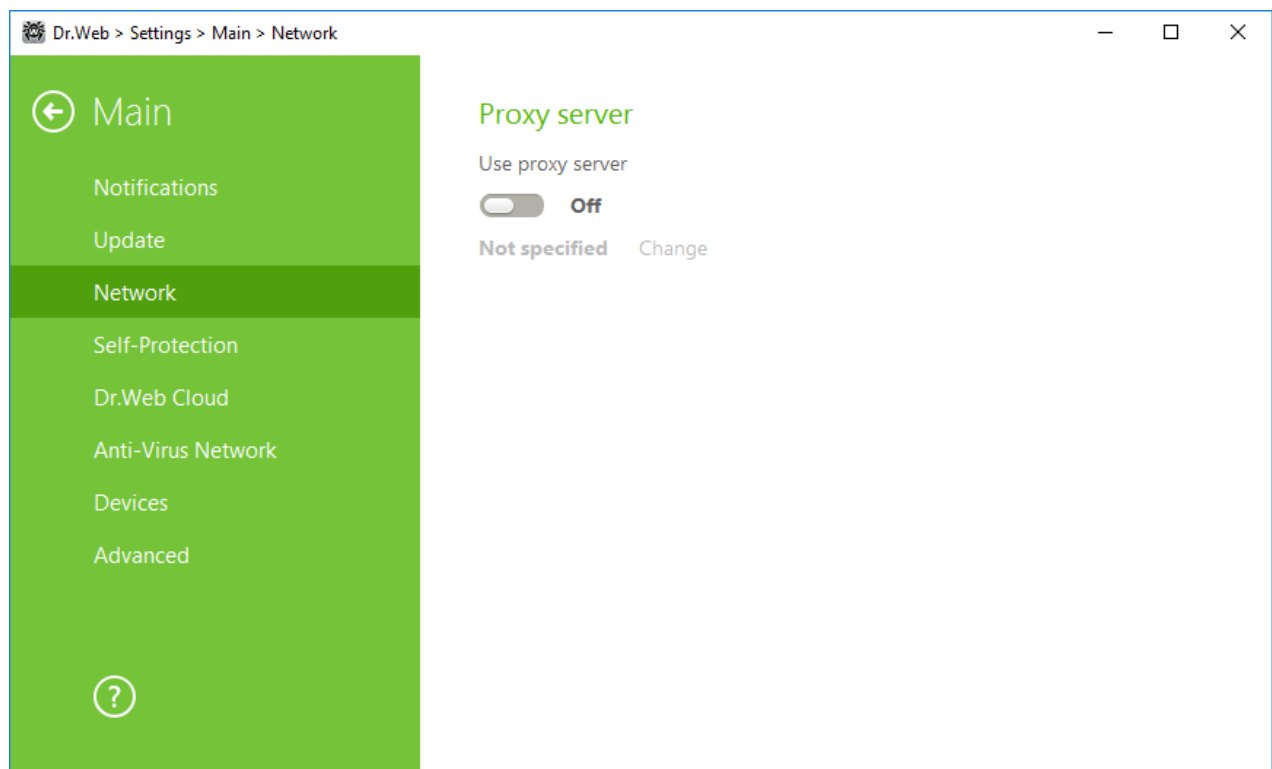 Dr.Web > Settings > Main > Network
Main
Notifications
Update
Network
Self-Protection
Dr.Web Cloud
Anti-Virus Network
Devices
Advanced
?
Proxy server
Use proxy server
Off
Not specified Change